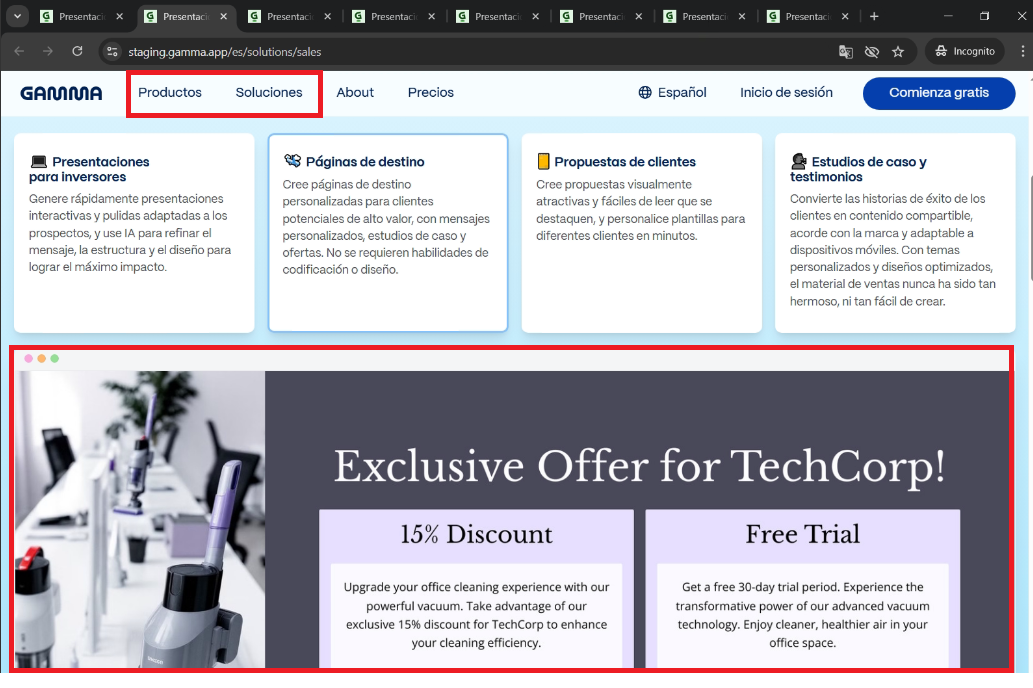 Presentaci
Presentaci
Presentaci
Presentaci
Presentaci
Presentaci
Presentaci
Presentaci
staging.gamma.app/es/solutions/sales
Incognito
GAMMA
Productos
Soluciones
About
Precios
Español
Inicio de sesión
Comienza gratis
Presentaciones
para inversores
Genere rápidamente presentaciones
interactivas y pulidas adaptadas a los
prospectos, y use IA para refinar el
mensaje, la estructura y el diseño para
lograr el máximo impacto.
Páginas de destino
Cree páginas de destino
personalizadas para clientes
potenciales de alto valor, con mensajes
personalizados, estudios de caso y
ofertas. No se requieren habilidades de
codificación o diseño.
Propuestas de clientes
Cree propuestas visualmente
atractivas y fáciles de leer que se
destaquen, y personalice plantillas para
diferentes clientes en minutos.
Estudios de caso y
testimonios
Convierte las historias de éxito de los
clientes en contenido compartible,
acorde con la marca y adaptable a
dispositivos móviles. Con temas
personalizados y diseños optimizados,
el material de ventas nunca ha sido tan
hermoso, ni tan fácil de crear.
Exclusive Offer for TechCorp!
15% Discount
Upgrade your office cleaning experience with our
powerful vacuum. Take advantage of our
exclusive 15% discount for TechCorp to enhance
your cleaning efficiency.
Free Trial
Get a free 30-day trial period. Experience the
transformative power of our advanced vacuum
technology. Enjoy cleaner, healthier air in your
office space.